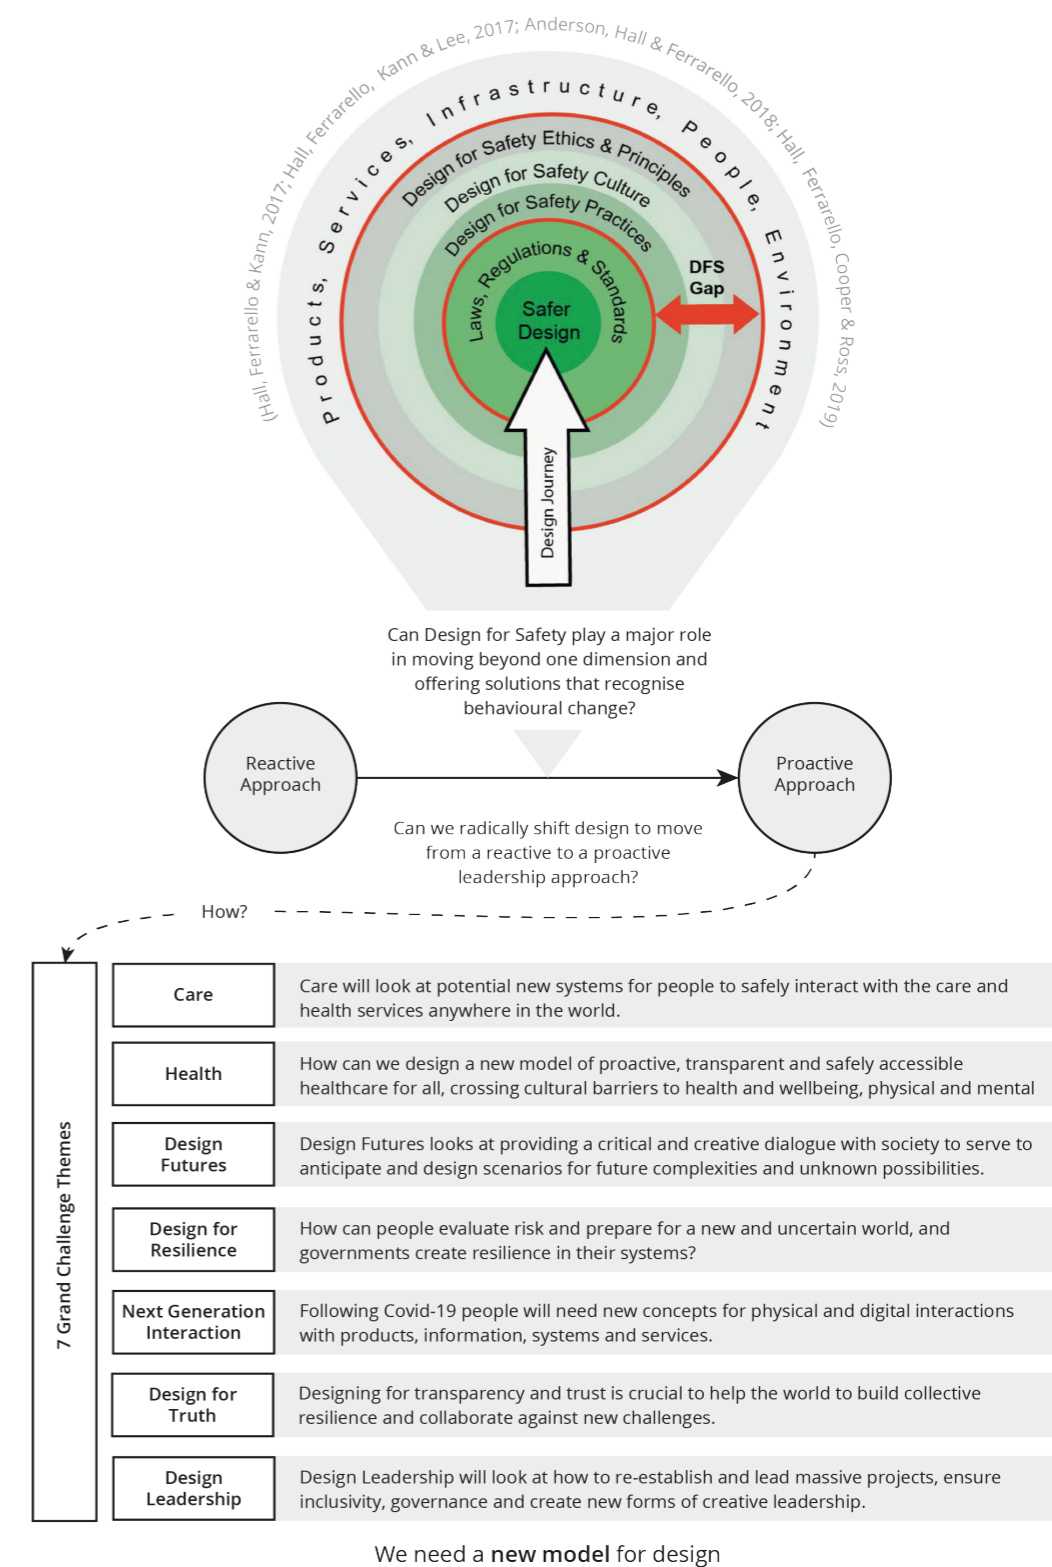 (Hall, Ferrarello & Kann, 2017; Hall, Ferrarello, Kann & Lee, 2017; Anderson, Hall & Ferrarello, 2018; Hall, Ferrarello, Cooper & Ross, 2019)
Products, Services, Infrastructure, People, Environment
Design for Safety Ethics & Principles
Design for Safety Culture
Design for Safety Practices
Laws, Regulations & Standards
DFS
Gap
Safer
Design
Design Journey
Can Design for Safety play a major role
in moving beyond one dimension and
offering solutions that recognise
behavioural change?
Reactive
Approach
Proactive
Approach
Can we radically shift design to move
from a reactive to a proactive
leadership approach?
How?
7 Grand Challenge Themes
Care
Care will look at potential new systems for people to safely interact with the care and
health services anywhere in the world.
Health
How can we design a new model of proactive, transparent and safely accessible
healthcare for all, crossing cultural barriers to health and wellbeing, physical and mental
Design
Futures
Design Futures looks at providing a critical and creative dialogue with society to serve to
anticipate and design scenarios for future complexities and unknown possibilities.
Design for
Resilience
How can people evaluate risk and prepare for a new and uncertain world, and
governments create resilience in their systems?
Next Generation
Interaction
Following Covid-19 people will need new concepts for physical and digital interactions
with products, information, systems and services.
Design for
Truth
Designing for transparency and trust is crucial to help the world to build collective
resilience and collaborate against new challenges.
Design
Leadership
Design Leadership will look at how to re-establish and lead massive projects, ensure
inclusivity, governance and create new forms of creative leadership.
We need a new model for design